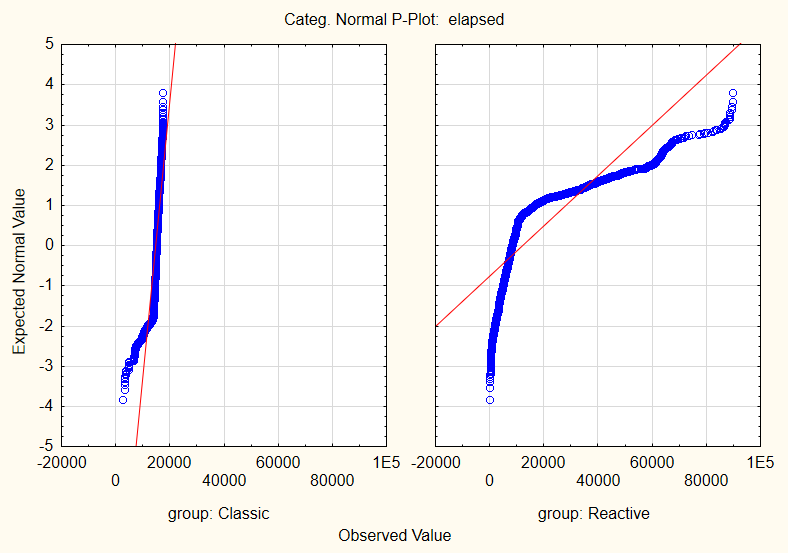 Categ. Normal P-Plot:  elapsed
Expected Normal Value
5
4
3
2
1
0
-1
-2
-3
-4
-5
-20000 20000 60000 1E5 -20000 20000 60000 1E5
0 40000 80000 0 40000 80000
group: Classic group: Reactive
Observed Value